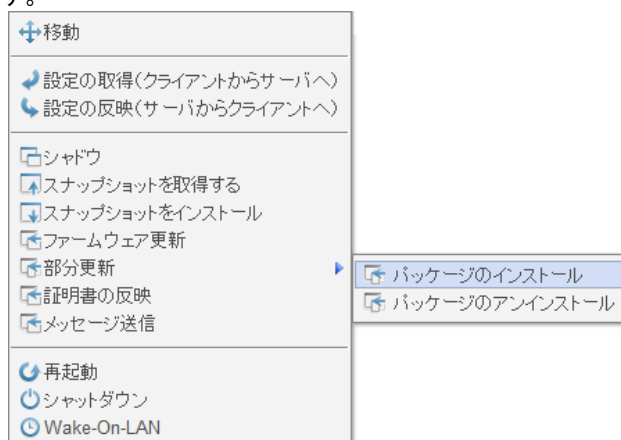 す。
移動
設定の取得(クライアントからサーバへ)
設定の反映(サーバからクライアントへ)
シャドウ
スナップショットを取得する
スナップショットをインストール
ファームウェア更新
部分更新
パッケージのインストール
パッケージのアンインストール
証明書の反映
メッセージ送信
再起動
シャットダウン
Wake-On-LAN